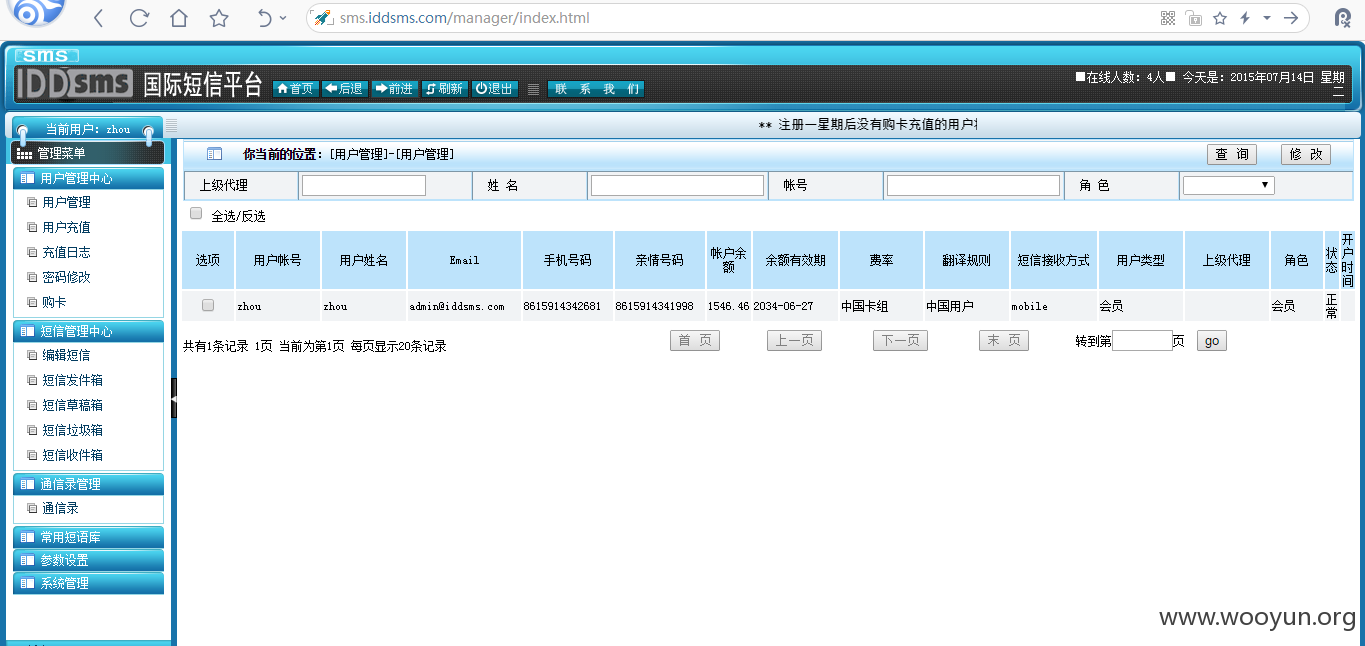 sms.iddsms.com/manager/index.html
sms
IDDsms 国际短信平台 首页 后退 前进 刷新 退出 联 系 我 们
■在线人数：4人■ 今天是：2015年07月14日 星期
二
当前用户：zhou
** 注册一星期后没有购卡充值的用户
管理菜单
用户管理中心
用户管理
用户充值
充值日志
密码修改
购卡
短信管理中心
编辑短信
短信发件箱
短信草稿箱
短信垃圾箱
短信收件箱
通信录管理
通信录
常用短语库
参数设置
系统管理
你当前的位置：[用户管理]-[用户管理] 查 询 修 改
上级代理 姓 名 帐号 角 色
全选/反选
选项 用户帐号 用户姓名 Email 手机号码 亲情号码 帐户余额 余额有效期 费率 翻译规则 短信接收方式 用户类型 上级代理 角色 状态 开户时间
zhou zhou admin@iddsms.com 8615914342681 8615914341998 1546.46 2034-06-27 中国卡组 中国用户 mobile 会员 会员 正常
共有1条记录 1页 当前为第1页 每页显示20条记录 首 页 上一页 下一页 末 页 转到第 页 go
www.wooyun.org